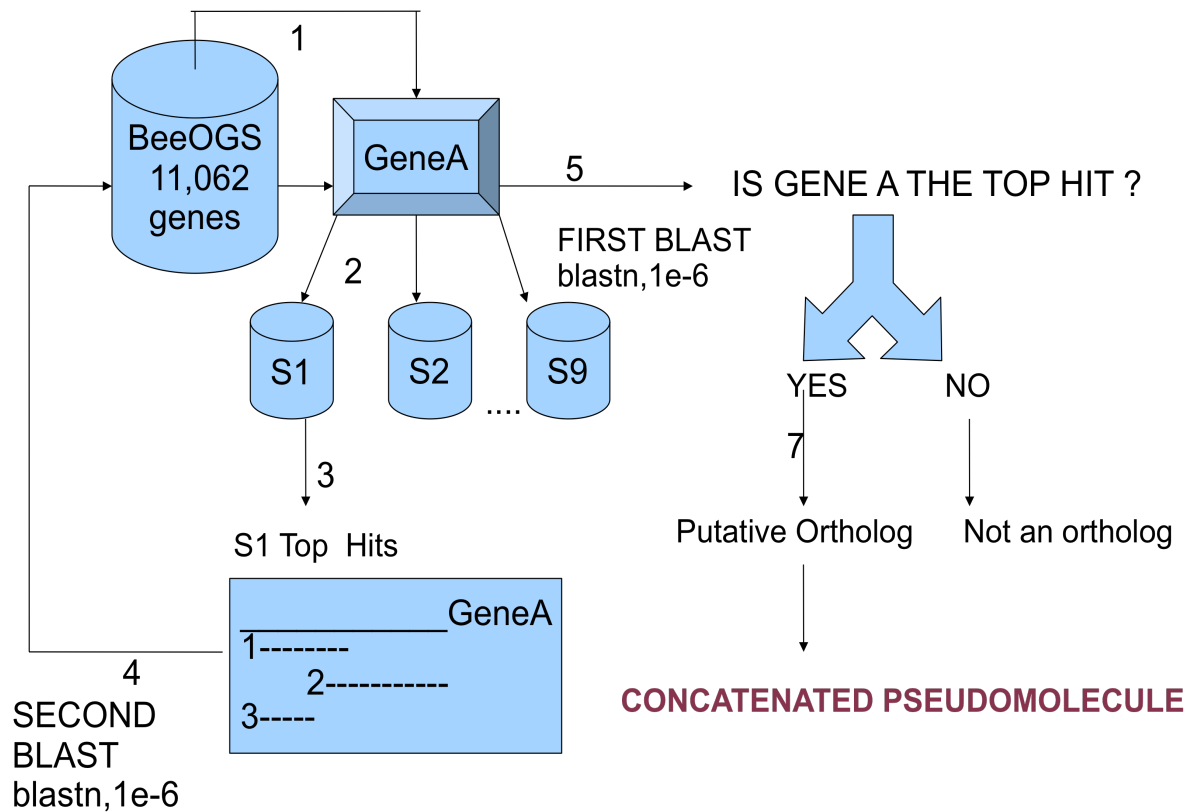 1
BeeOGS
11,062
genes
GeneA
5
IS GENE A THE TOP HIT ?
FIRST BLAST
blastn,1e-6
2
S1
S2
....
S9
YES
NO
3
7
S1 Top Hits
Putative Ortholog
Not an ortholog
GeneA
1--------
2-----------
3-----
4
SECOND
BLAST
blastn,1e-6
CONCATENATED PSEUDOMOLECULE